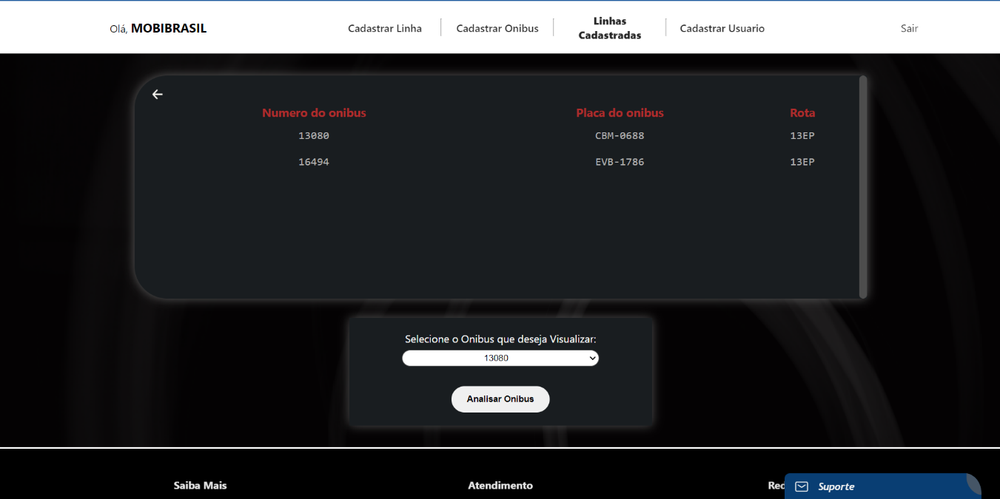 Olá, MOBIBRASIL
Cadastrar Linha
Cadastrar Onibus
Linhas
Cadastradas
Cadastrar Usuario
Sair
Numero do onibus Placa do onibus Rota
13080 CBM-0688 13EP
16494 EVB-1786 13EP
Selecione o Onibus que deseja Visualizar:
13080
Analisar Onibus
Saiba Mais
Atendimento
Suporte